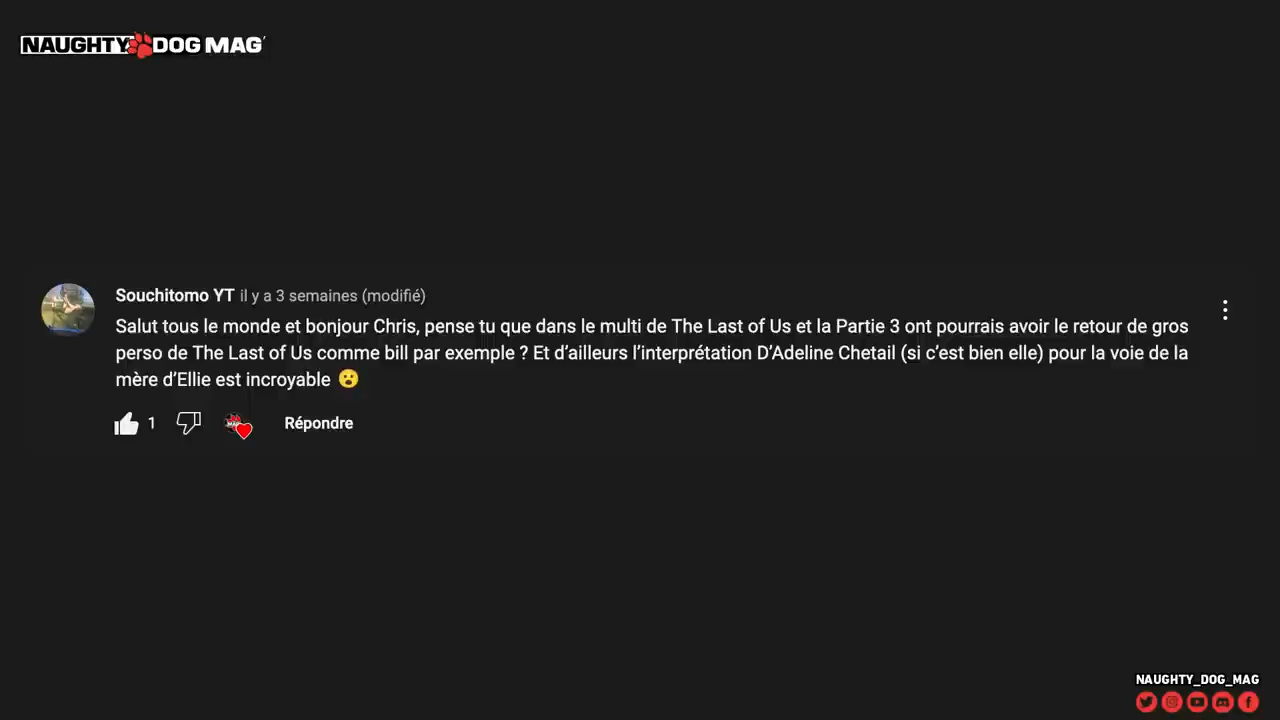 NAUGHTY DOG MAG
Souchitomo YT il y a 3 semaines (modifié)
Salut tous le monde et bonjour Chris, pense tu que dans le multi de The Last of Us et la Partie 3 ont pourrais avoir le retour de gros
perso de The Last of Us comme bill par exemple ? Et d'ailleurs l'interprétation D'Adeline Chetail (si c'est bien elle) pour la voie de la
mère d'Ellie est incroyable 😮
1 Répondre
NAUGHTY_DOG_MAG